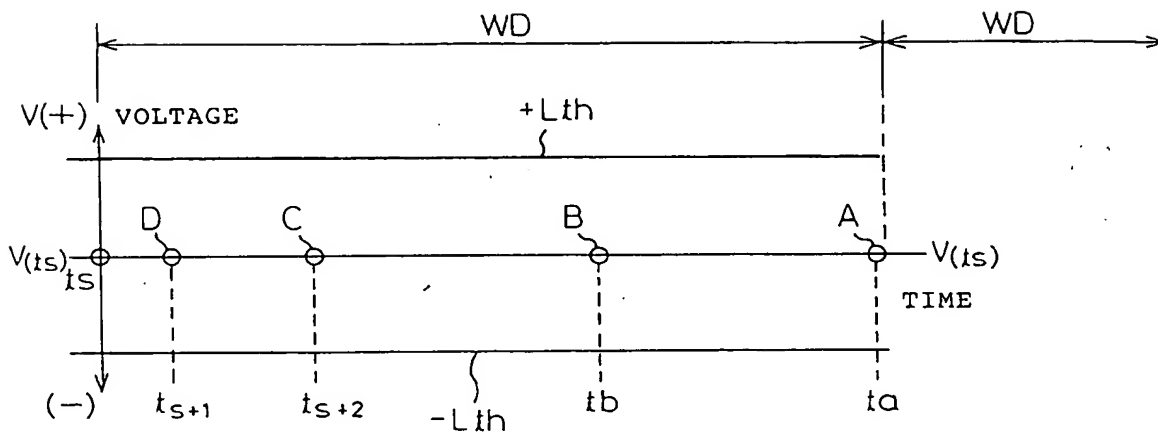 WD WD
V(+) VOLTAGE +Lth
D C B A
V(ts) ts V(ts)
TIME
(-) ts+1 ts+2 -Lth tb ta